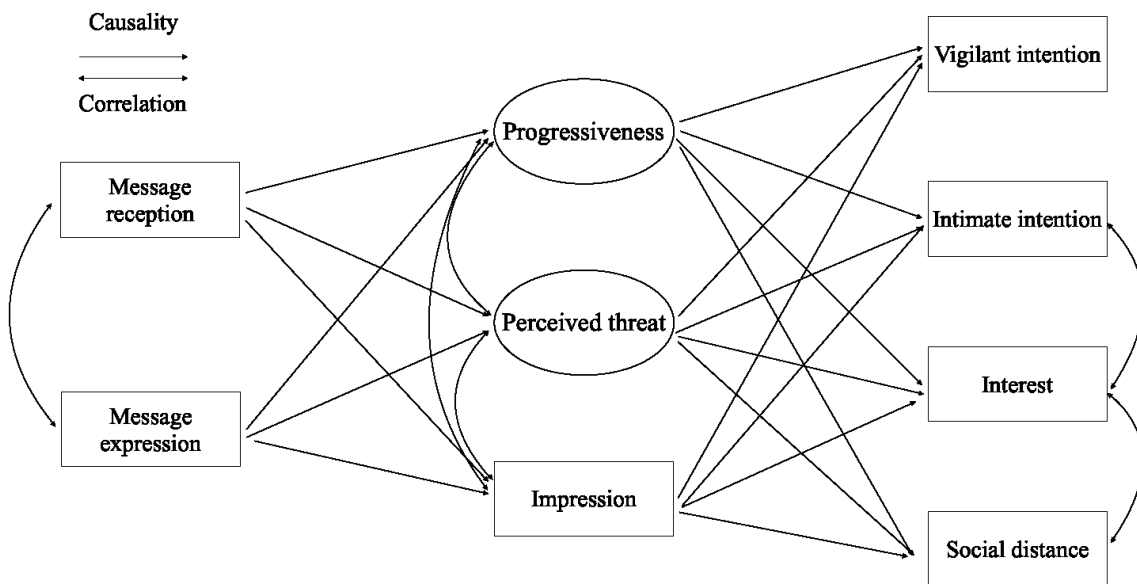 Causality
Correlation
Message
reception
Message
expression
Progressiveness
Perceived threat
Impression
Vigilant intention
Intimate intention
Interest
Social distance